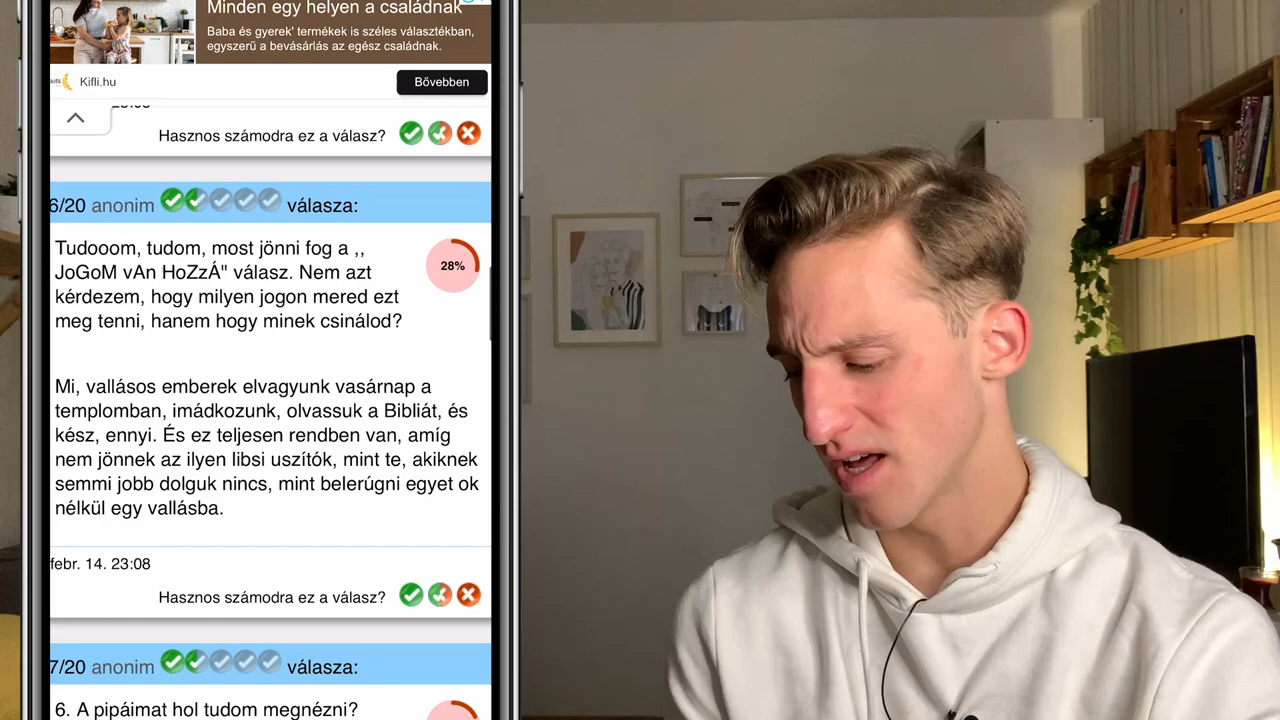 Minden egy helyen a családnak
Baba és gyerek' termékek is széles választékban,
egyszerű a bevásárlás az egész családnak.
kifli
Kifli.hu
Bővebben
Hasznos számodra ez a válasz?
6/20 anonim válasza:
Tudooom, tudom, most jönni fog a ,,
JoGoM vAn HoZzÁ" válasz. Nem azt
kérdezem, hogy milyen jogon mered ezt
meg tenni, hanem hogy minek csinálod?
28%
Mi, vallásos emberek elvagyunk vasárnap a
templomban, imádkozunk, olvassuk a Bibliát, és
kész, ennyi. És ez teljesen rendben van, amíg
nem jönnek az ilyen libsi uszítók, mint te, akiknek
semmi jobb dolguk nincs, mint belerúgni egyet ok
nélkül egy vallásba.
febr. 14. 23:08
Hasznos számodra ez a válasz?
7/20 anonim válasza:
6. A pipáimat hol tudom megnézni?